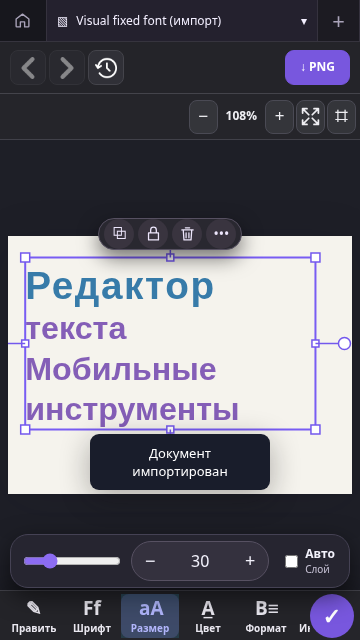 Visual fixed font (импорт)
↓ PNG
108%
Редактор
текста
Мобильные
инструменты
Документ
импортирован
30
Авто
Слой
Ff
aA
A
B≡
Править
Шрифт
Размер
Цвет
Формат